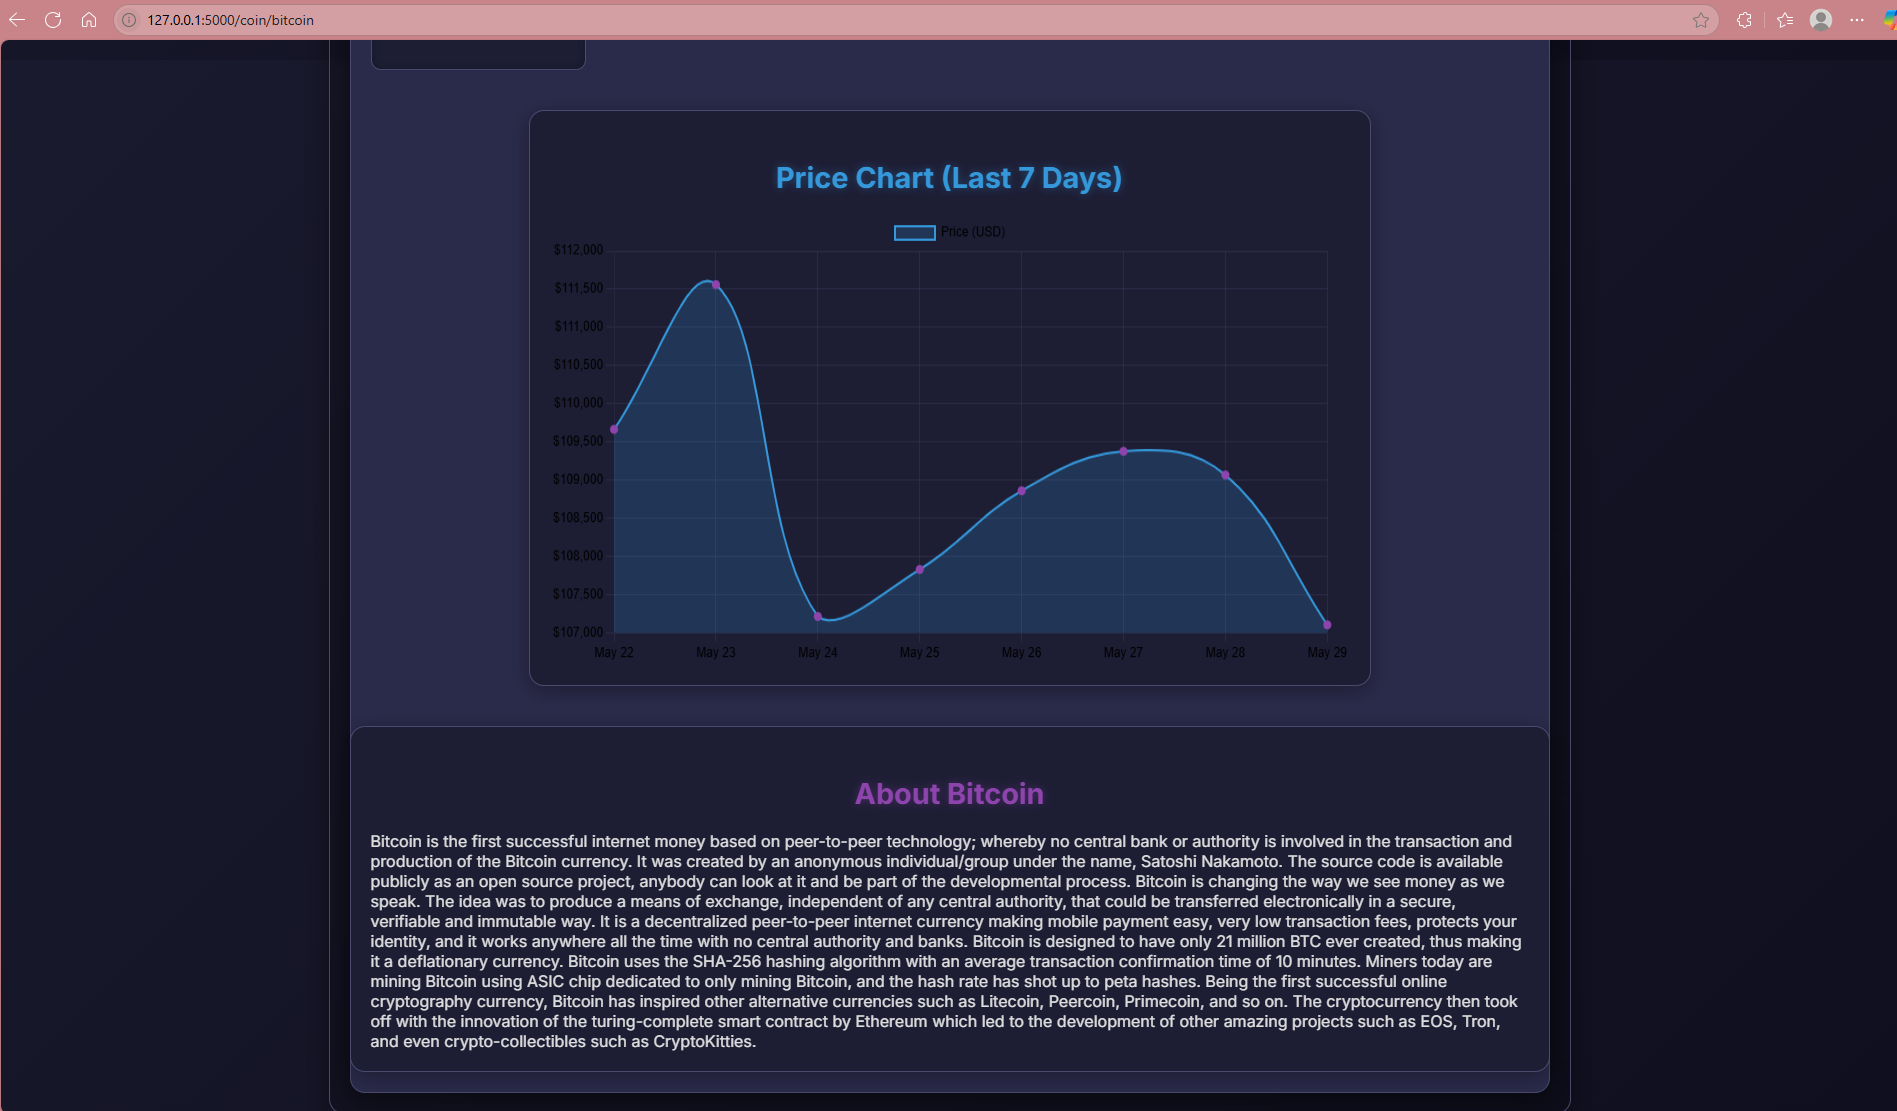 127.0.0.1:5000/coin/bitcoin
Price Chart (Last 7 Days)
Price (USD)
$112,000
$111,500
$111,000
$110,500
$110,000
$109,500
$109,000
$108,500
$108,000
$107,500
$107,000
May 22 May 23 May 24 May 25 May 26 May 27 May 28 May 29
About Bitcoin
Bitcoin is the first successful internet money based on peer-to-peer technology; whereby no central bank or authority is involved in the transaction and
production of the Bitcoin currency. It was created by an anonymous individual/group under the name, Satoshi Nakamoto. The source code is available
publicly as an open source project, anybody can look at it and be part of the developmental process. Bitcoin is changing the way we see money as we
speak. The idea was to produce a means of exchange, independent of any central authority, that could be transferred electronically in a secure,
verifiable and immutable way. It is a decentralized peer-to-peer internet currency making mobile payment easy, very low transaction fees, protects your
identity, and it works anywhere all the time with no central authority and banks. Bitcoin is designed to have only 21 million BTC ever created, thus making
it a deflationary currency. Bitcoin uses the SHA-256 hashing algorithm with an average transaction confirmation time of 10 minutes. Miners today are
mining Bitcoin using ASIC chip dedicated to only mining Bitcoin, and the hash rate has shot up to peta hashes. Being the first successful online
cryptography currency, Bitcoin has inspired other alternative currencies such as Litecoin, Peercoin, Primecoin, and so on. The cryptocurrency then took
off with the innovation of the turing-complete smart contract by Ethereum which led to the development of other amazing projects such as EOS, Tron,
and even crypto-collectibles such as CryptoKitties.